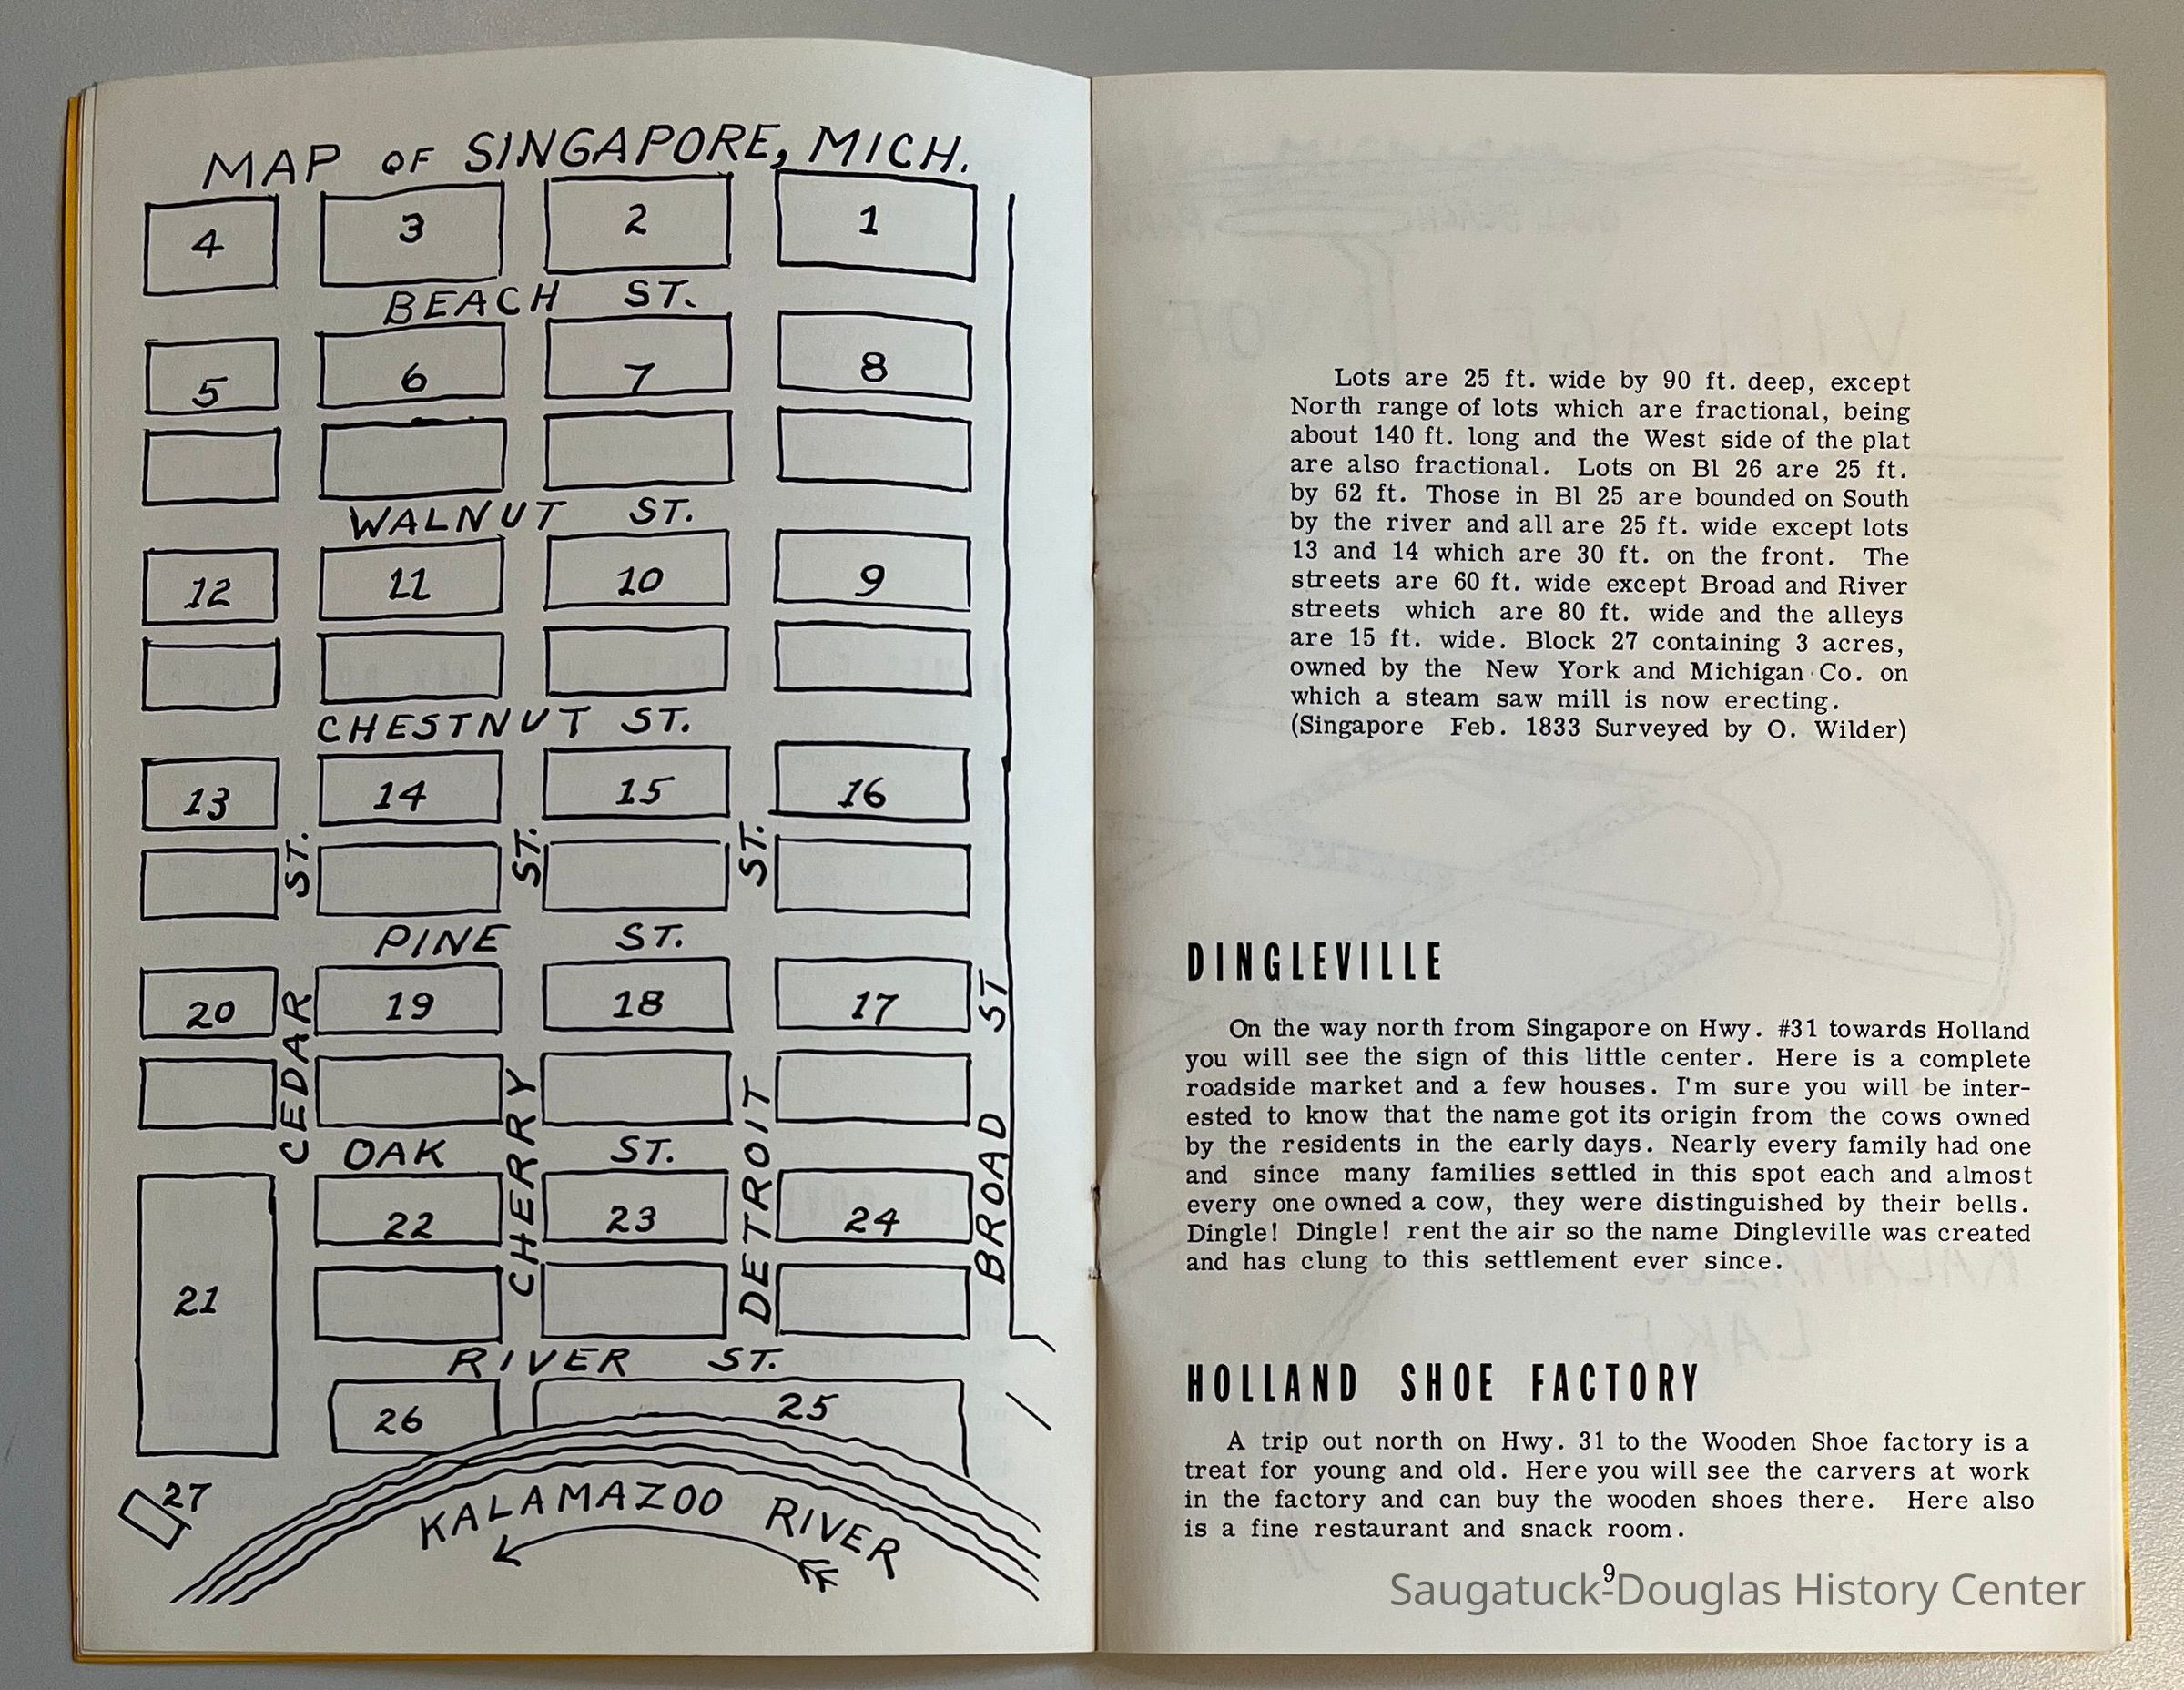 MAP OF SINGAPORE, MICH.
4 3 2 1
BEACH ST.
5 6 7 8
WALNUT ST.
12 11 10 9
CHESTNUT ST.
13 14 15 16
PINE ST.
20 19 18 17
CEDAR ST.
CHERRY ST.
DETROIT ST.
BROAD ST
OAK ST.
21 22 23 24
RIVER ST.
26 25
27
KALAMAZOO RIVER
Lots are 25 ft. wide by 90 ft. deep, except
North range of lots which are fractional, being
about 140 ft. long and the West side of the plat
are also fractional. Lots on Bl 26 are 25 ft.
by 62 ft. Those in Bl 25 are bounded on South
by the river and all are 25 ft. wide except lots
13 and 14 which are 30 ft. on the front. The
streets are 60 ft. wide except Broad and River
streets which are 80 ft. wide and the alleys
are 15 ft. wide. Block 27 containing 3 acres,
owned by the New York and Michigan Co. on
which a steam saw mill is now erecting.
(Singapore Feb. 1833 Surveyed by O. Wilder)
DINGLEVILLE
On the way north from Singapore on Hwy. #31 towards Holland
you will see the sign of this little center. Here is a complete
roadside market and a few houses. I'm sure you will be inter-
ested to know that the name got its origin from the cows owned
by the residents in the early days. Nearly every family had one
and since many families settled in this spot each and almost
every one owned a cow, they were distinguished by their bells.
Dingle! Dingle! rent the air so the name Dingleville was created
and has clung to this settlement ever since.
HOLLAND SHOE FACTORY
A trip out north on Hwy. 31 to the Wooden Shoe factory is a
treat for young and old. Here you will see the carvers at work
in the factory and can buy the wooden shoes there. Here also
is a fine restaurant and snack room.
9
Saugatuck-Douglas History Center